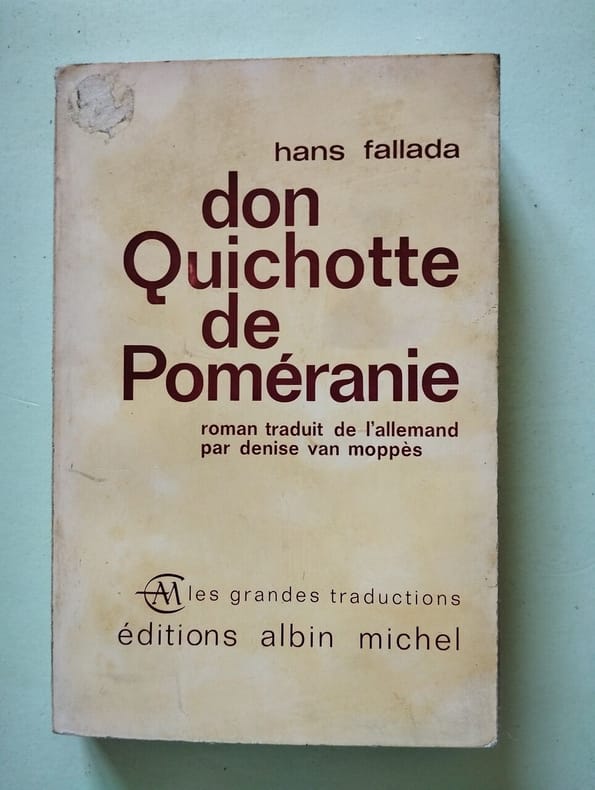 hans fallada
don
Quichotte
de
Poméranie
roman traduit de l'allemand
par denise van moppès
AM les grandes traductions
éditions albin michel